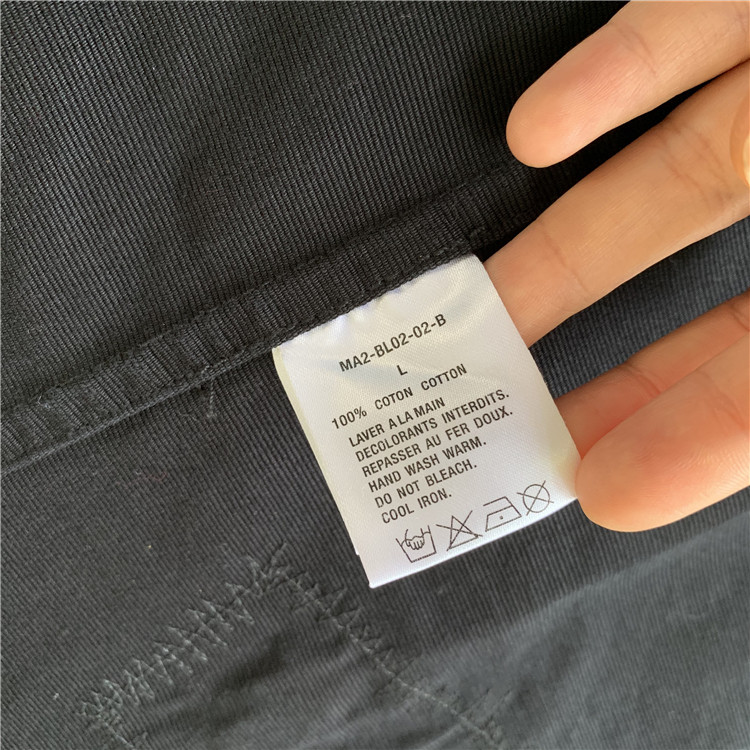 MA2-BL02-02-B
L
100% COTON COTTON
LAVER A LA MAIN
DECOLORANTS INTERDITS.
REPASSER AU FER DOUX.
HAND WASH WARM.
DO NOT BLEACH.
COOL IRON.